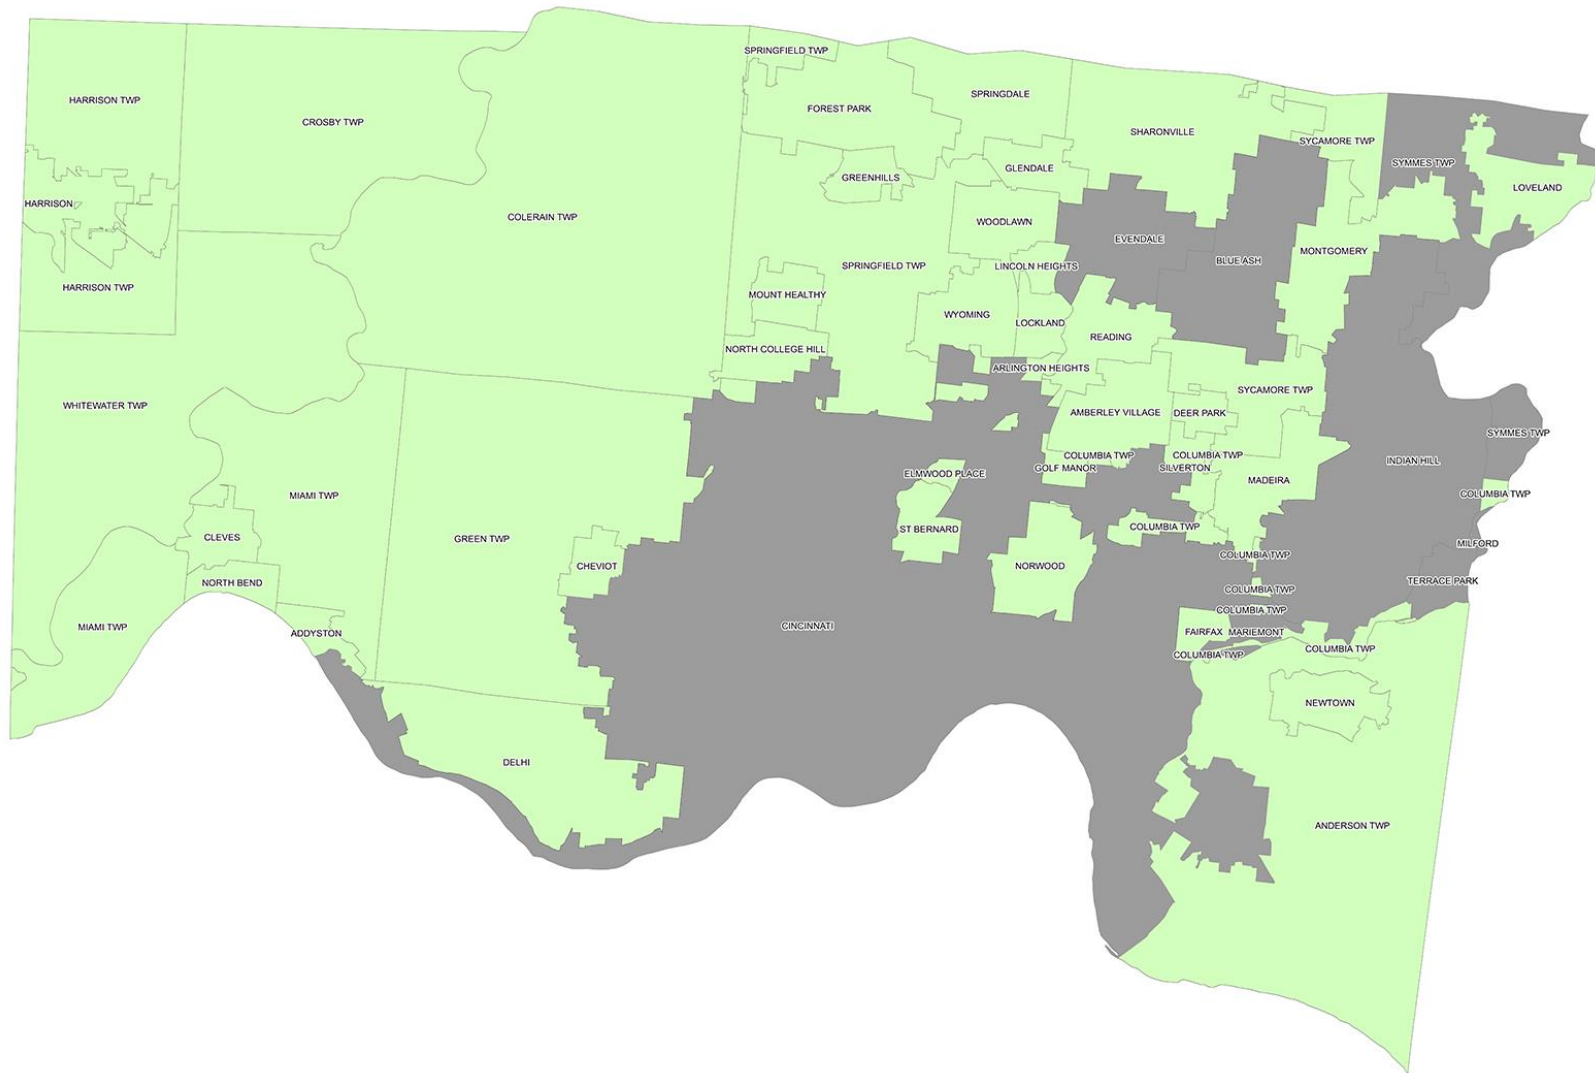 SPRINGFIELD TWP
HARRISON TWP
CROSBY TWP
FOREST PARK
SPRINGDALE
SHARONVILLE
SYCAMORE TWP
SYMMES TWP
LOVELAND
GLENDALE
GREENHILLS
HARRISON
COLERAIN TWP
WOODLAWN
EVENDALE
MONTGOMERY
BLUE ASH
SPRINGFIELD TWP
LINCOLN HEIGHTS
HARRISON TWP
MOUNT HEALTHY
WYOMING
LOCKLAND
READING
NORTH COLLEGE HILL
ARLINGTON HEIGHTS
SYCAMORE TWP
WHITEWATER TWP
AMBERLEY VILLAGE
DEER PARK
SYMMES TWP
COLUMBIA TWP
COLUMBIA TWP
INDIAN HILL
GOLF MANOR
SILVERTON
ELMWOOD PLACE
MADEIRA
COLUMBIA TWP
MIAMI TWP
COLUMBIA TWP
ST BERNARD
CLEVES
GREEN TWP
MILFORD
COLUMBIA TWP
CHEVIOT
NORWOOD
NORTH BEND
TERRACE PARK
COLUMBIA TWP
COLUMBIA TWP
MIAMI TWP
CINCINNATI
ADDYSTON
FAIRFAX
MARIEMONT
COLUMBIA TWP
COLUMBIA TWP
NEWTOWN
DELHI
ANDERSON TWP